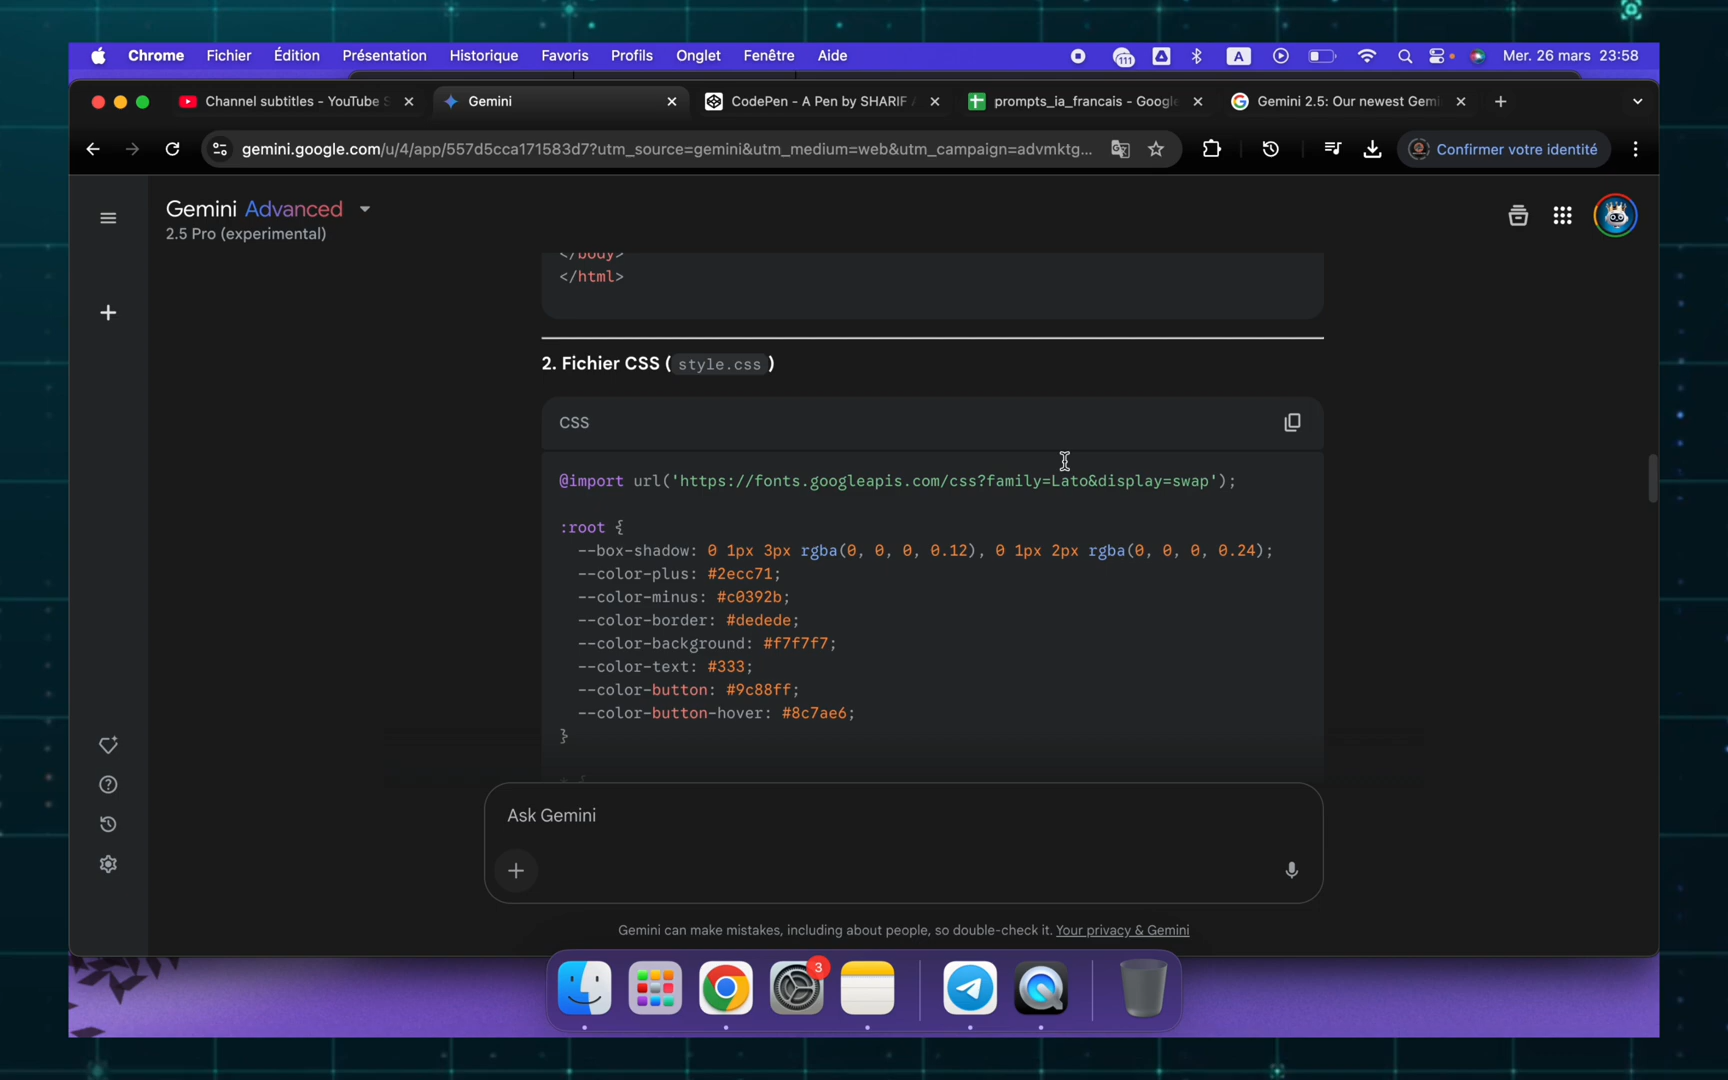 Chrome Fichier Édition Présentation Historique Favoris Profils Onglet Fenêtre Aide 111 A Mer. 26 mars 23:58
Channel subtitles - YouTube S Gemini CodePen - A Pen by SHARIF A prompts_ia_francais - Google Gemini 2.5: Our newest Gemi
gemini.google.com/u/4/app/557d5cca171583d7?utm_source=gemini&utm_medium=web&utm_campaign=advmktg... Confirmer votre identité
Gemini Advanced
2.5 Pro (experimental)
</body>
</html>
2. Fichier CSS ( style.css )
CSS
@import url('https://fonts.googleapis.com/css?family=Lato&display=swap');
:root {
--box-shadow: 0 1px 3px rgba(0, 0, 0, 0.12), 0 1px 2px rgba(0, 0, 0, 0.24);
--color-plus: #2ecc71;
--color-minus: #c0392b;
--color-border: #dedede;
--color-background: #f7f7f7;
--color-text: #333;
--color-button: #9c88ff;
--color-button-hover: #8c7ae6;
}
* {
Ask Gemini
Gemini can make mistakes, including about people, so double-check it. Your privacy & Gemini
3